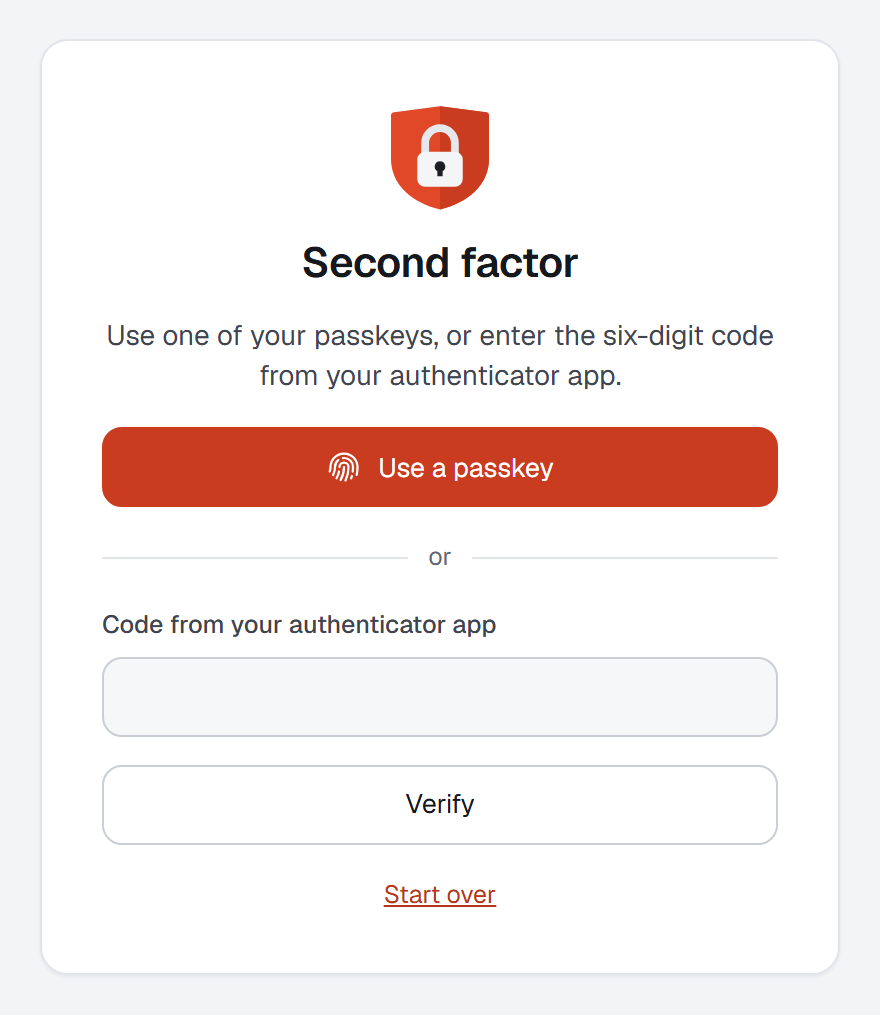 Second factor
Use one of your passkeys, or enter the six-digit code
from your authenticator app.
Use a passkey
or
Code from your authenticator app
Verify
Start over